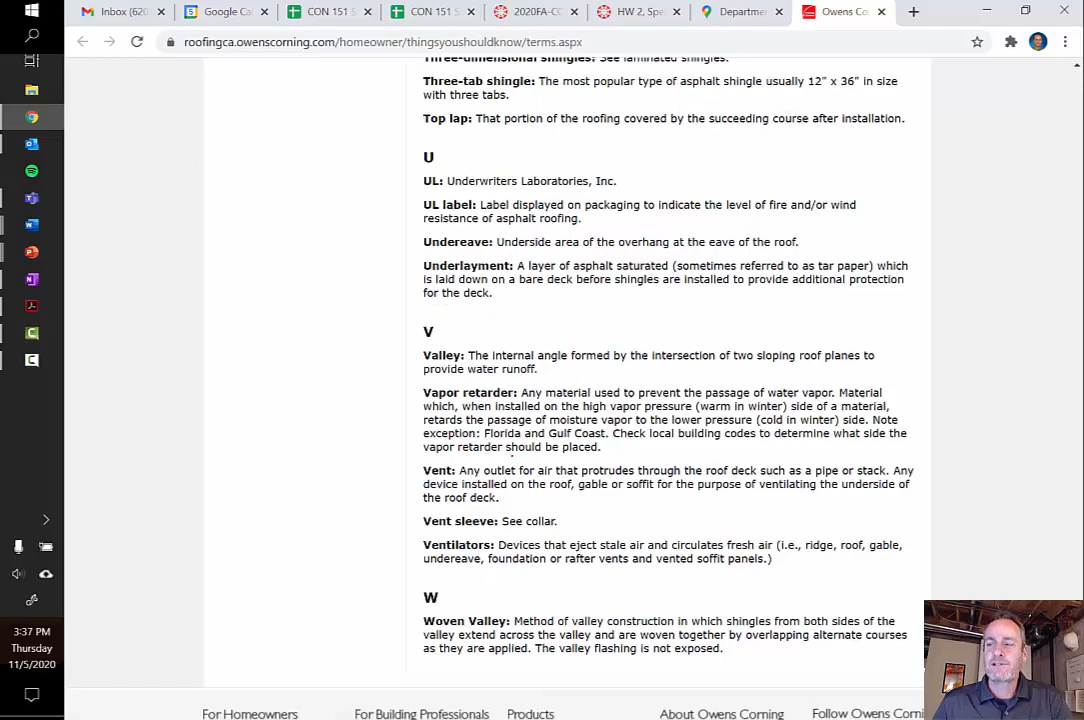 Inbox (620
Google Cal
CON 151 S
CON 151 S
2020FA-CO
HW 2, Spe
Departme
Owens Co
roofingca.owenscorning.com/homeowner/thingsyoushouldknow/terms.aspx
Three-dimensional shingles: See laminated shingles.
Three-tab shingle: The most popular type of asphalt shingle usually 12" x 36" in size
with three tabs.
Top lap: That portion of the roofing covered by the succeeding course after installation.
U
UL: Underwriters Laboratories, Inc.
UL label: Label displayed on packaging to indicate the level of fire and/or wind
resistance of asphalt roofing.
Undereave: Underside area of the overhang at the eave of the roof.
Underlayment: A layer of asphalt saturated (sometimes referred to as tar paper) which
is laid down on a bare deck before shingles are installed to provide additional protection
for the deck.
V
Valley: The internal angle formed by the intersection of two sloping roof planes to
provide water runoff.
Vapor retarder: Any material used to prevent the passage of water vapor. Material
which, when installed on the high vapor pressure (warm in winter) side of a material,
retards the passage of moisture vapor to the lower pressure (cold in winter) side. Note
exception: Florida and Gulf Coast. Check local building codes to determine what side the
vapor retarder should be placed.
Vent: Any outlet for air that protrudes through the roof deck such as a pipe or stack. Any
device installed on the roof, gable or soffit for the purpose of ventilating the underside of
the roof deck.
Vent sleeve: See collar.
Ventilators: Devices that eject stale air and circulates fresh air (i.e., ridge, roof, gable,
undereave, foundation or rafter vents and vented soffit panels.)
W
Woven Valley: Method of valley construction in which shingles from both sides of the
valley extend across the valley and are woven together by overlapping alternate courses
as they are applied. The valley flashing is not exposed.
3:37 PM
Thursday
11/5/2020
For Homeowners
For Building Professionals
Products
About Owens Corning
Follow Owens Corni